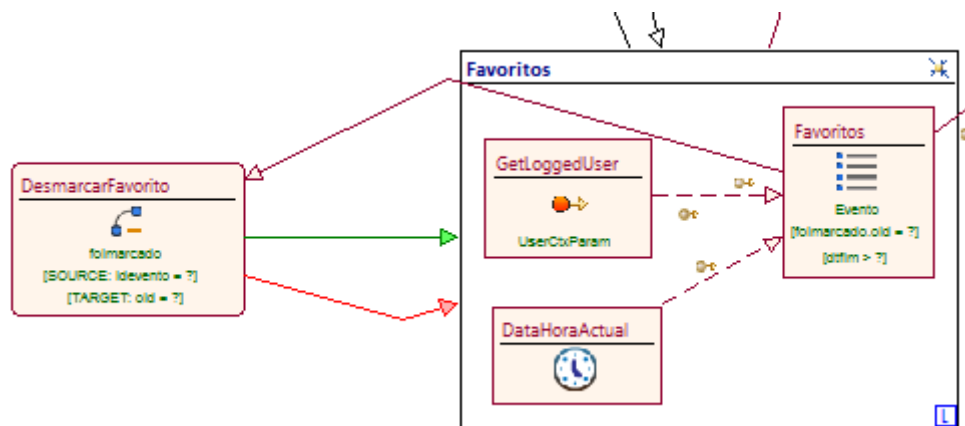 Favoritos
Favoritos
Evento
[foimarcado.oid = ?]
[dtfim > ?]
GetLoggedUser
UserCtxParam
DataHoraActual
L
DesmarcarFavorito
foimarcado
[SOURCE: idevento = ?]
[TARGET: oid = ?]